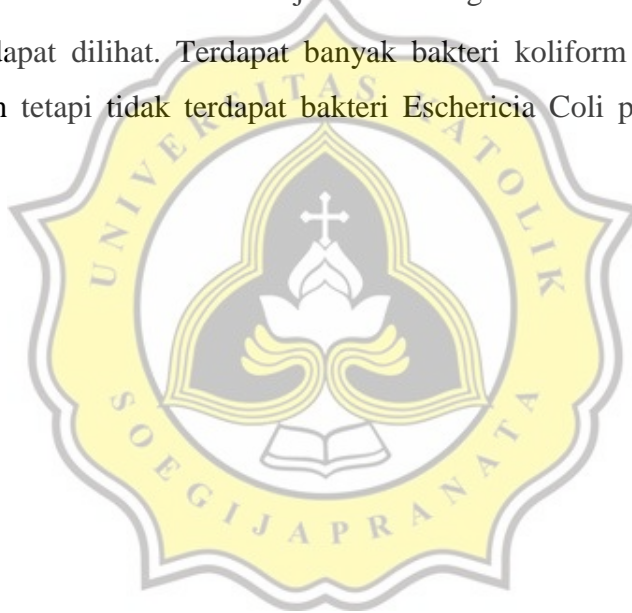 dapat dilihat. Terdapat banyak bakteri koliform
tetapi tidak terdapat bakteri Eschericia Coli
UNIVERSITAS KATOLIK
SOEGIJAPRANATA